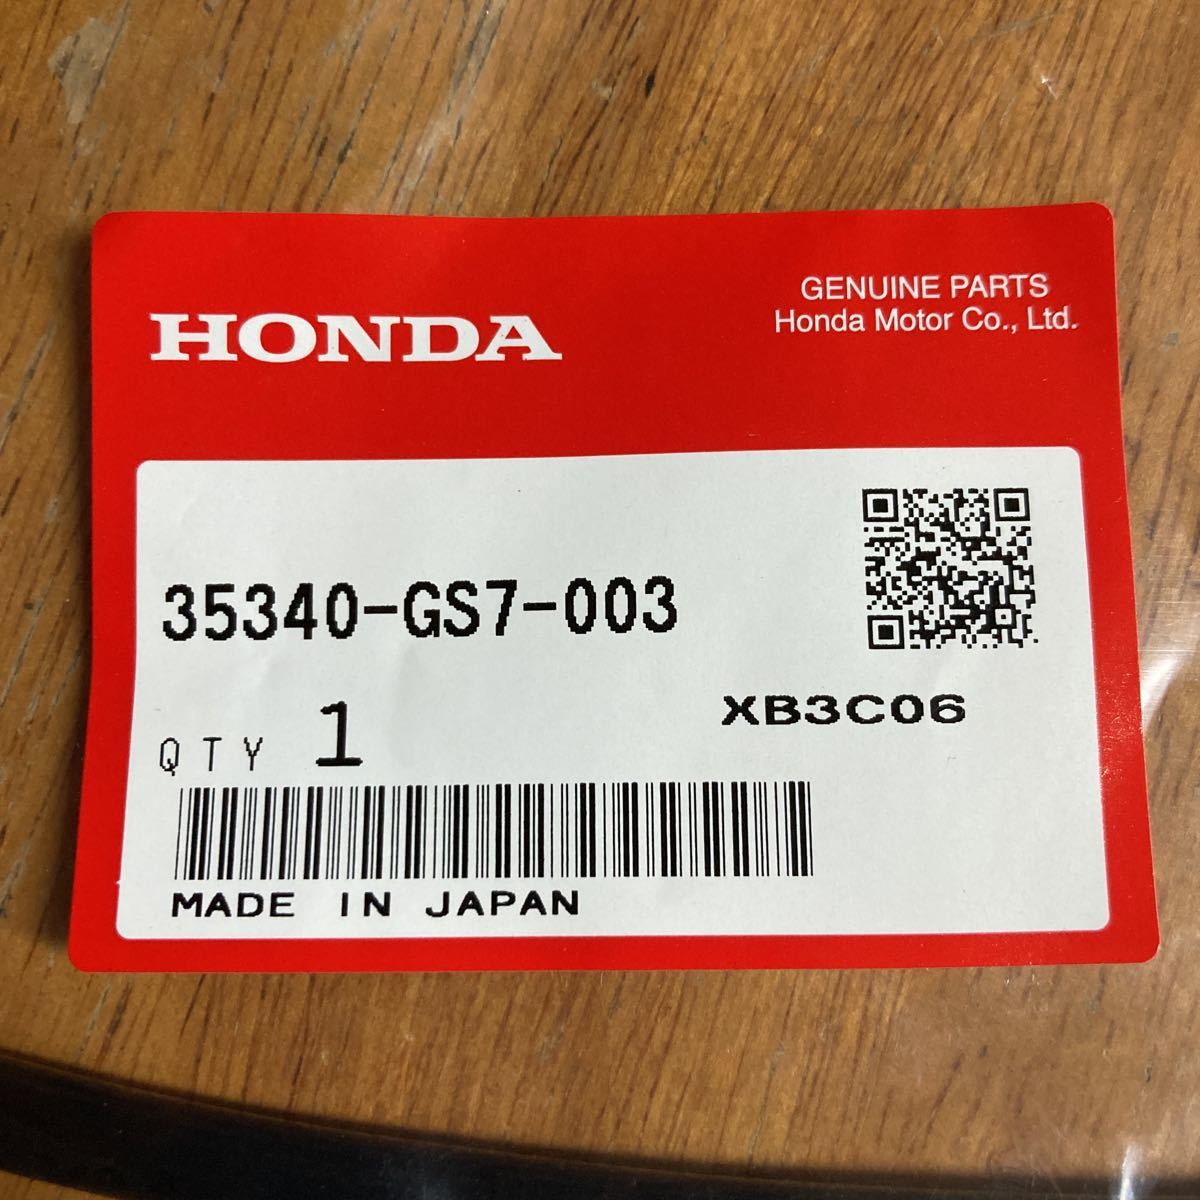 HONDA
GENUINE PARTS
Honda Motor Co., Ltd.
35340-GS7-003
XB3C06
QTY 1
MADE IN JAPAN